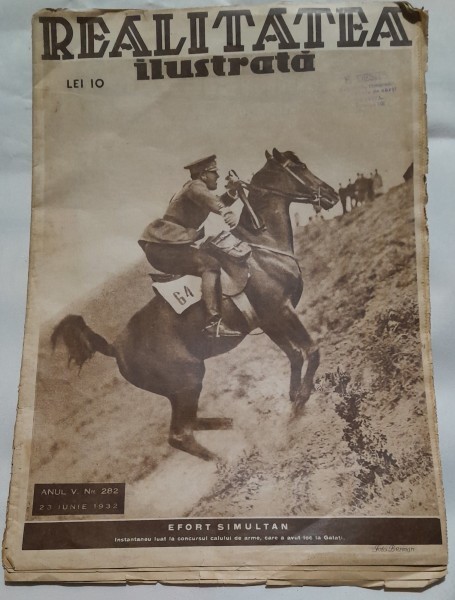 REALITATEA
ilustrată
LEI 10
64
ANUL V. Nr. 282
23 IUNIE 1932
EFORT SIMULTAN
Instantaneu luat la concursul calului de arme, care a avut loc la Galați.
Foto